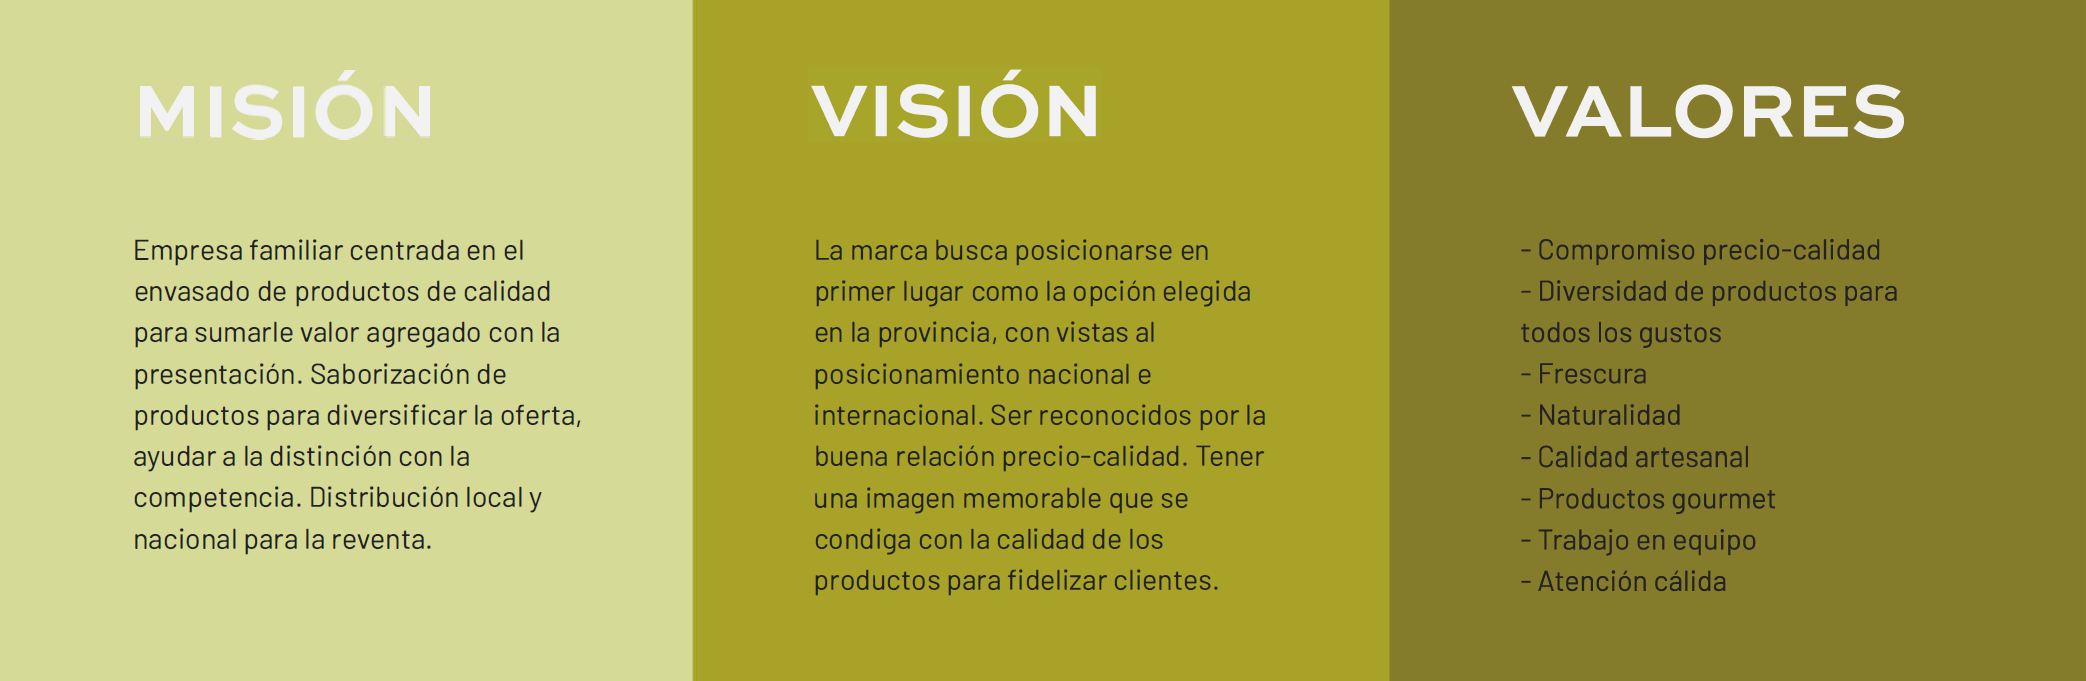 MISIÓN
Empresa familiar centrada en el
envasado de productos de calidad
para sumarle valor agregado con la
presentación. Saborización de
productos para diversificar la oferta,
ayudar a la distinción con la
competencia. Distribución local y
nacional para la reventa.
VISIÓN
La marca busca posicionarse en
primer lugar como la opción elegida
en la provincia, con vistas al
posicionamiento nacional e
internacional. Ser reconocidos por la
buena relación precio-calidad. Tener
una imagen memorable que se
condiga con la calidad de los
productos para fidelizar clientes.
VALORES
- Compromiso precio-calidad
- Diversidad de productos para
todos los gustos
- Frescura
- Naturalidad
- Calidad artesanal
- Productos gourmet
- Trabajo en equipo
- Atención cálida